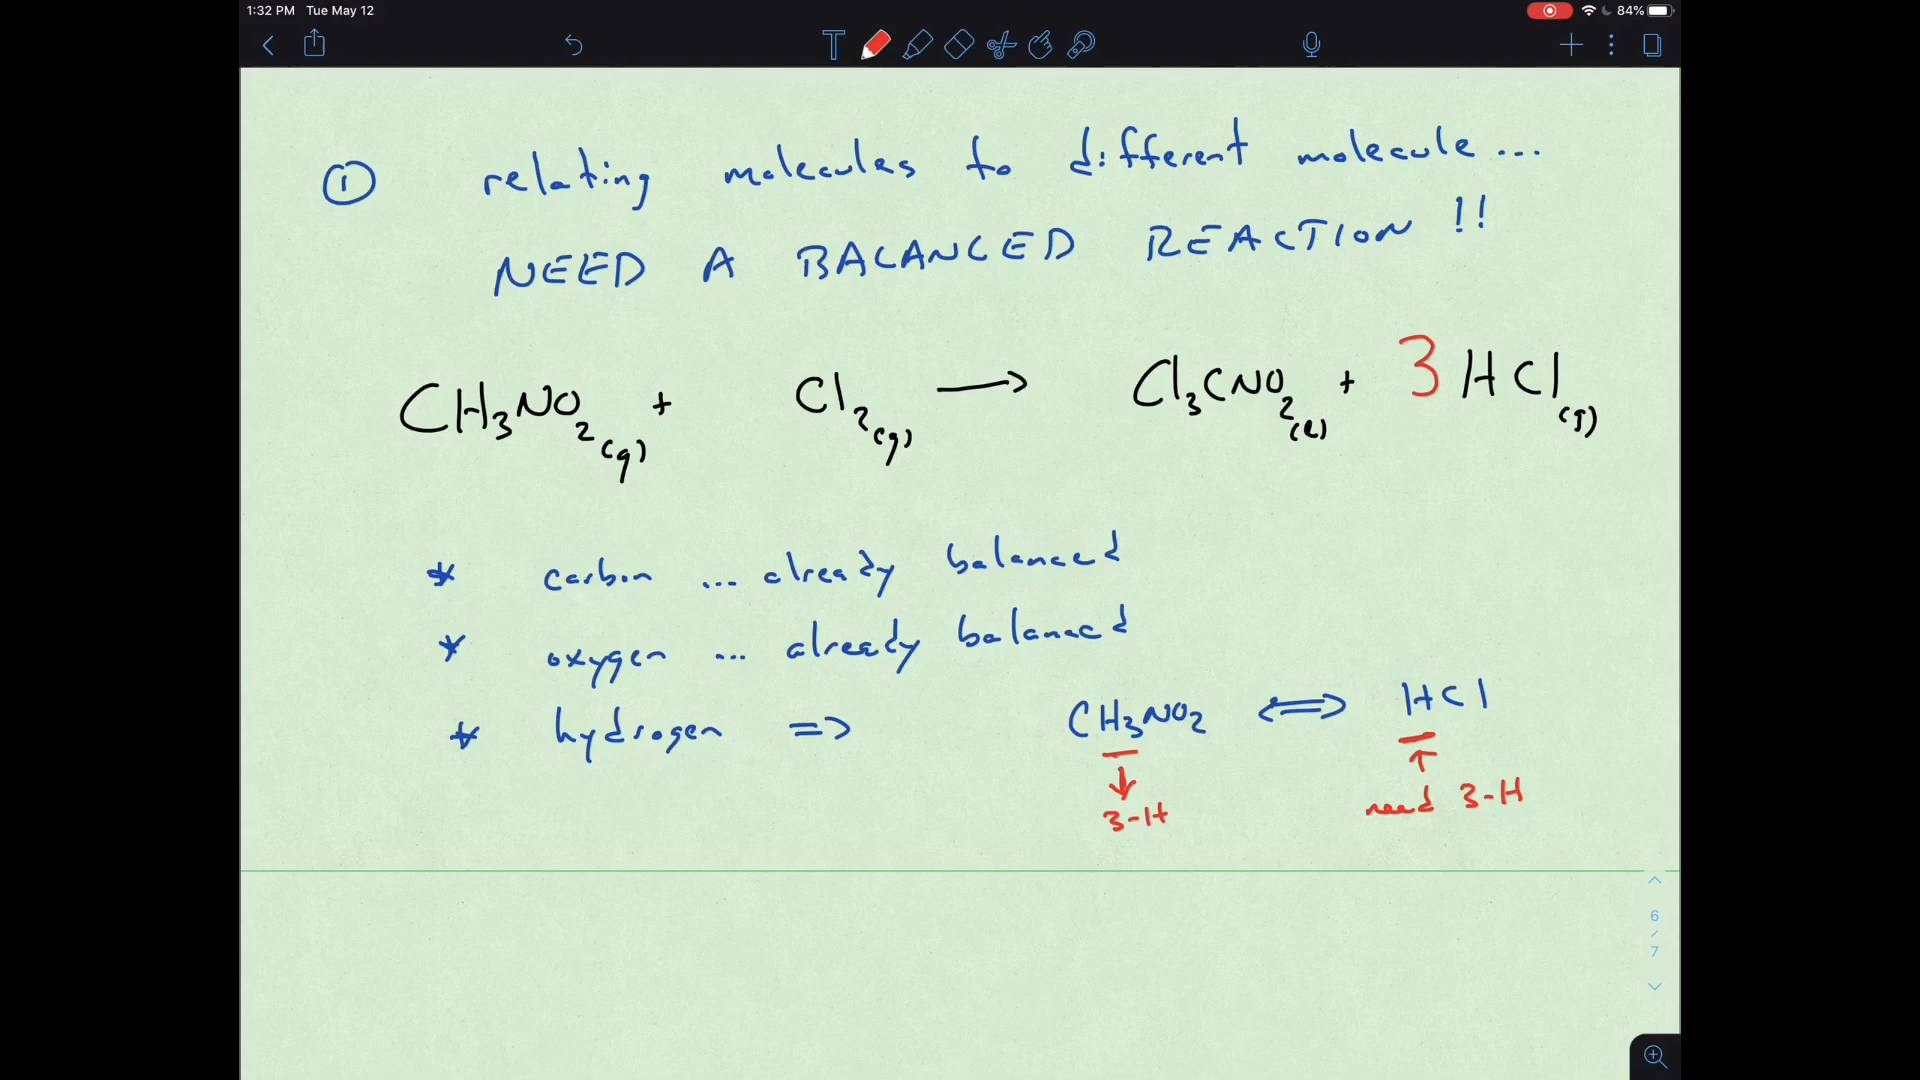 1:32 PM Tue May 12
84%
① relating molecules to different molecule...
NEED A BALANCED REACTION !!
CH₃NO₂(g) + Cl₂(g) → Cl₃CNO₂(l) + 3 HCl(g)
* carbon ... already balanced
* oxygen ... already balanced
* hydrogen => CH₃NO₂ ⟺ HCl
↓ ↑
3-H need 3-H
6
/
7